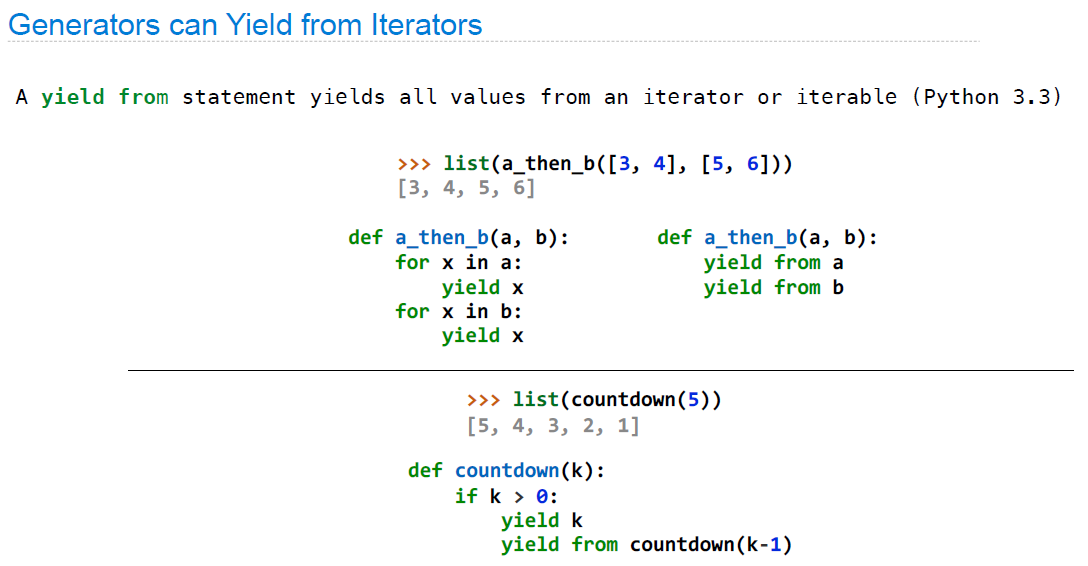 Generators can Yield from Iterators
A yield from statement yields all values from an iterator or iterable (Python 3.3)
>>> list(a_then_b([3, 4], [5, 6]))
[3, 4, 5, 6]
def a_then_b(a, b):
    for x in a:
        yield x
    for x in b:
        yield x
def a_then_b(a, b):
    yield from a
    yield from b
>>> list(countdown(5))
[5, 4, 3, 2, 1]
def countdown(k):
    if k > 0:
        yield k
        yield from countdown(k-1)